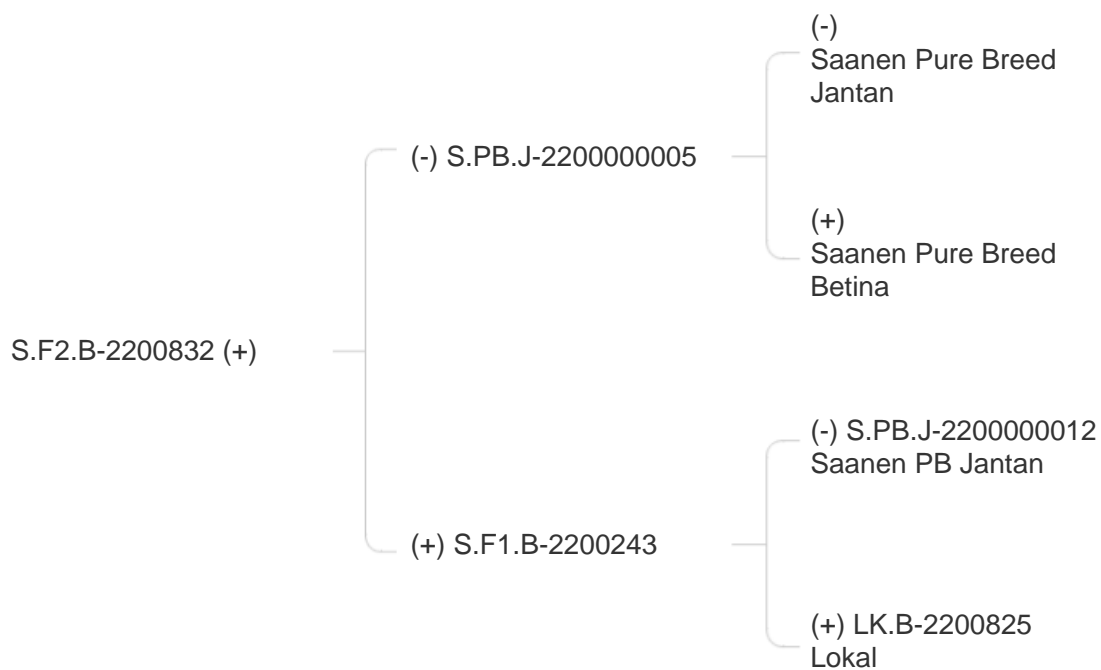 (-)
Saanen Pure Breed
Jantan
(-) S.PB.J-2200000005
(+)
Saanen Pure Breed
Betina
S.F2.B-2200832 (+)
(-) S.PB.J-2200000012
Saanen PB Jantan
(+) S.F1.B-2200243
(+) LK.B-2200825
Lokal